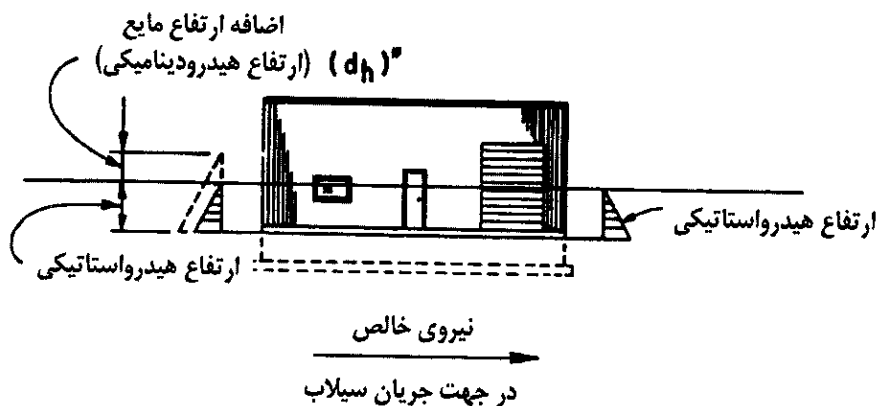 اضافه ارتفاع مایع
(ارتفاع هیدرودینامیکی) (dh)*
ارتفاع هیدرواستاتیکی
ارتفاع هیدرواستاتیکی
نیروی خالص
در جهت جریان سیلاب